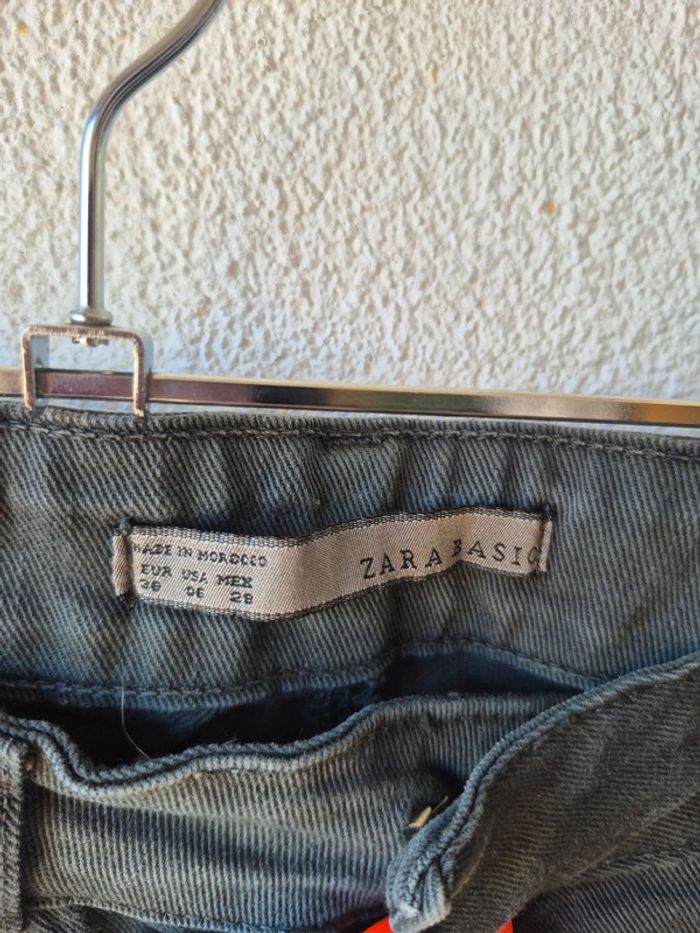 MADE IN MOROCCO
EUR USA MEX
38 06 28
ZARA BASIC